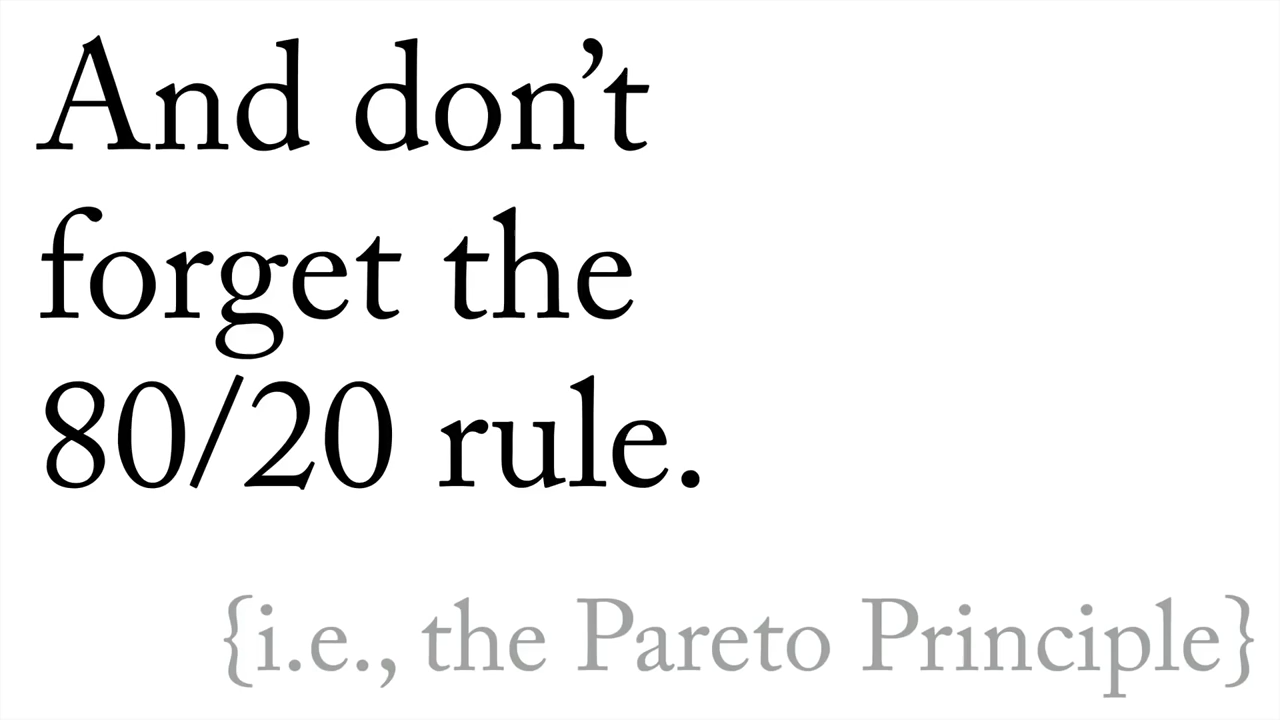 And don’t
forget the
80/20 rule.
{i.e., the Pareto Principle}